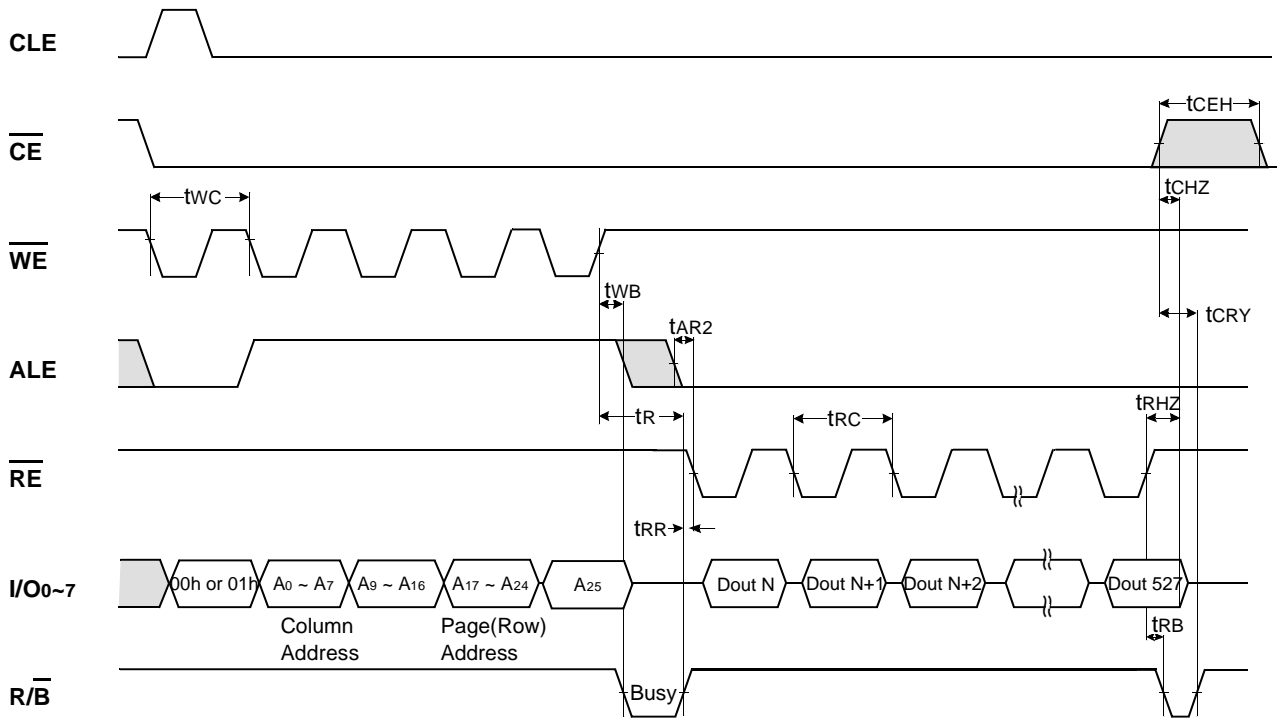 CLE
tCEH
CE
tCHZ
tWC
WE
tWB
tCRY
tAR2
ALE
tR
tRC
tRHZ
RE
tRR
I/O0~7
00h or 01h
A0 ~ A7
A9 ~ A16
A17 ~ A24
A25
Dout N
Dout N+1
Dout N+2
Dout 527
Column
Address
Page(Row)
Address
tRB
R/B
Busy